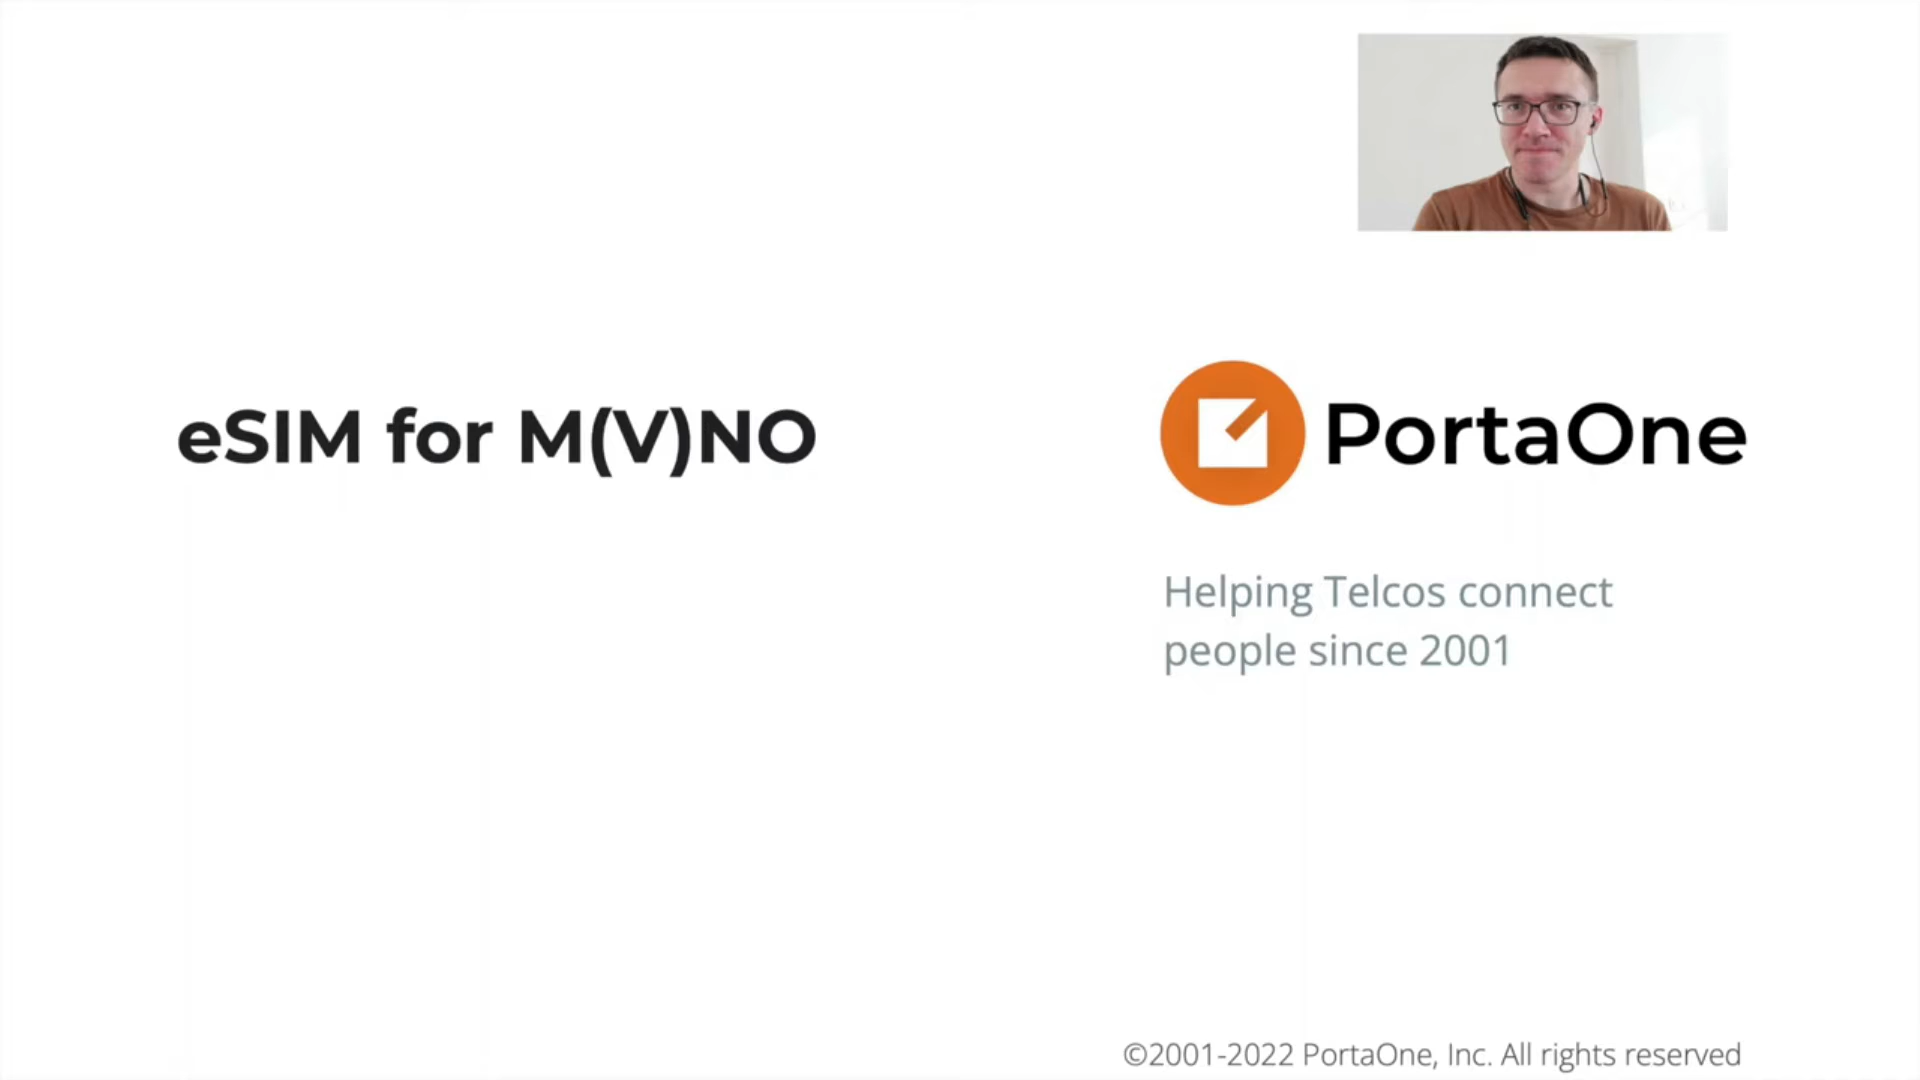 eSIM for M(V)NO
PortaOne
Helping Telcos connect
people since 2001
©2001-2022 PortaOne, Inc. All rights reserved